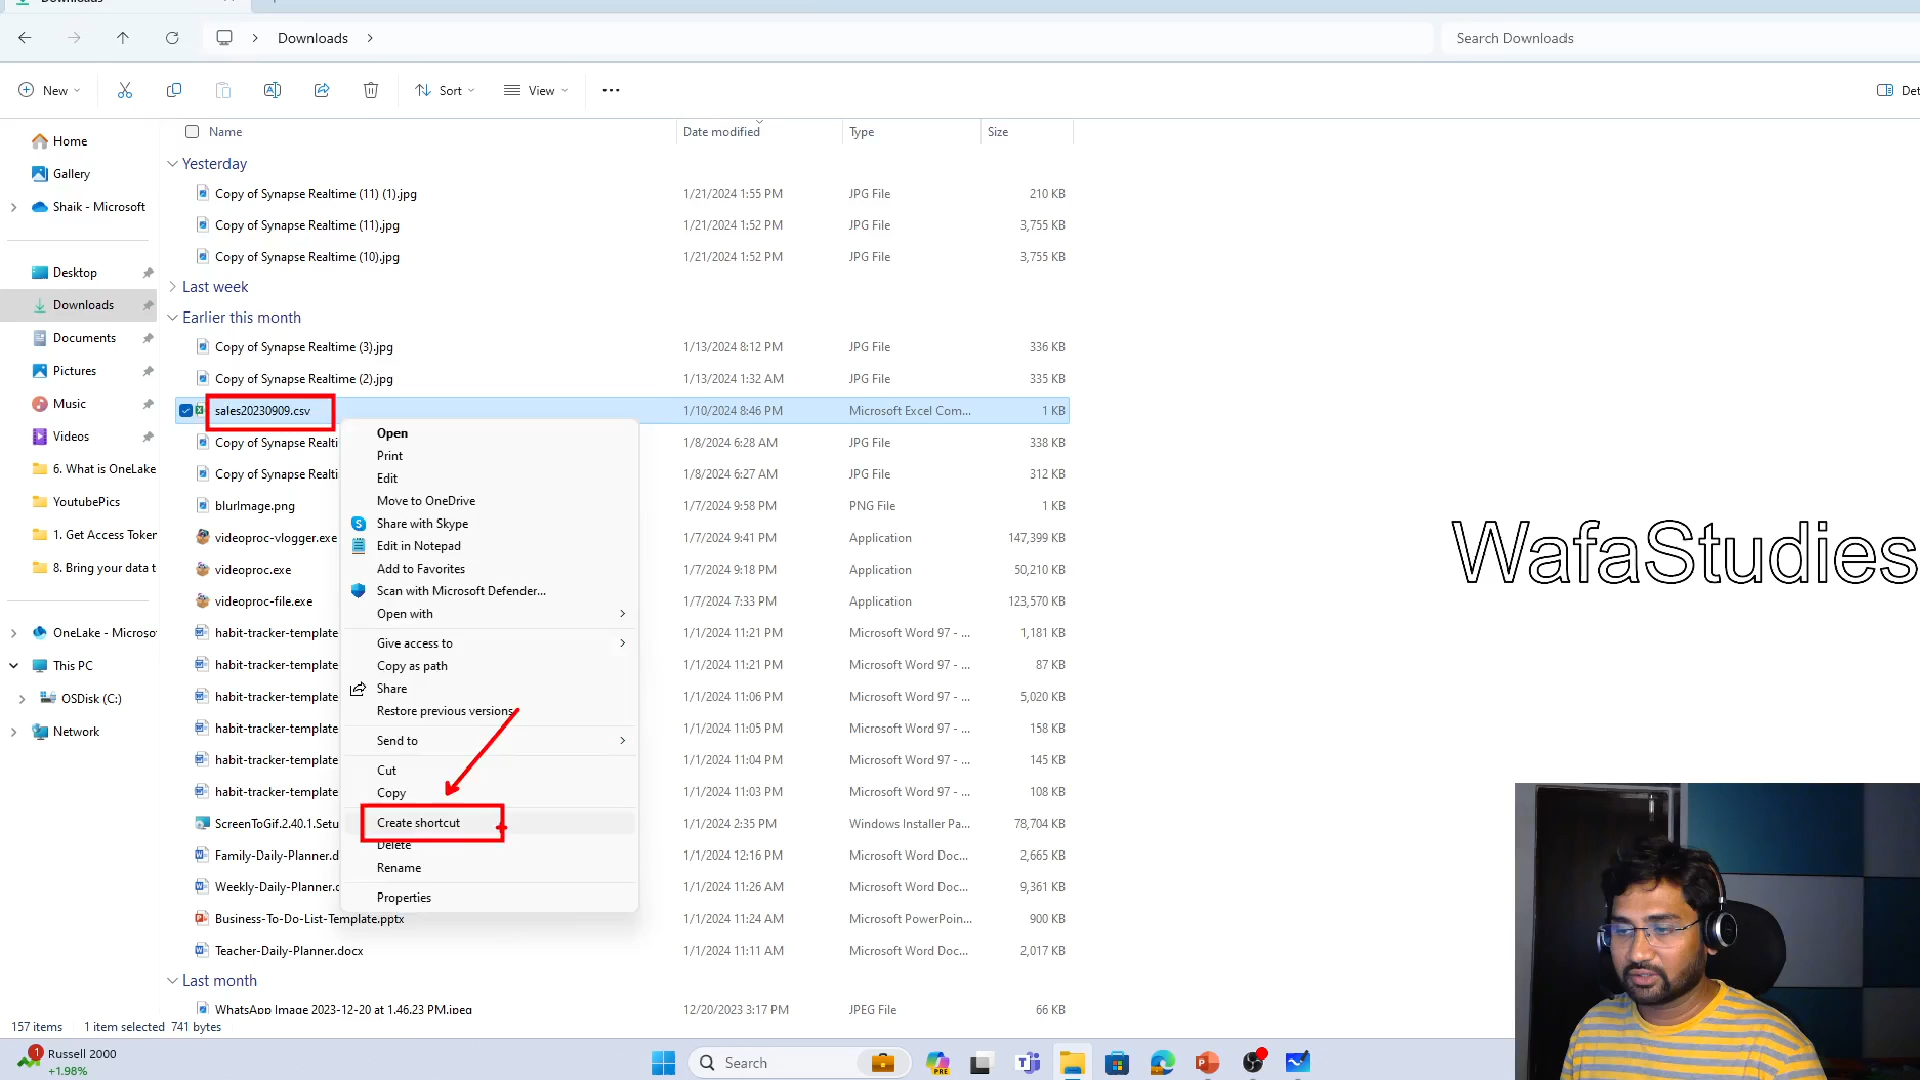 Downloads
Downloads
Search Downloads
New
Sort
View
Det
Name
Date modified
Type
Size
Home
Gallery
Shaik - Microsoft
Desktop
Downloads
Documents
Pictures
Music
Videos
6. What is OneLake
YoutubePics
1. Get Access Token
8. Bring your data t
OneLake - Microsof
This PC
OSDisk (C:)
Network
Yesterday
Copy of Synapse Realtime (11) (1).jpg 1/21/2024 1:55 PM JPG File 210 KB
Copy of Synapse Realtime (11).jpg 1/21/2024 1:52 PM JPG File 3,755 KB
Copy of Synapse Realtime (10).jpg 1/21/2024 1:52 PM JPG File 3,755 KB
Last week
Earlier this month
Copy of Synapse Realtime (3).jpg 1/13/2024 8:12 PM JPG File 336 KB
Copy of Synapse Realtime (2).jpg 1/13/2024 1:32 AM JPG File 335 KB
sales20230909.csv 1/10/2024 8:46 PM Microsoft Excel Com... 1 KB
Copy of Synapse Realti 1/8/2024 6:28 AM JPG File 338 KB
Copy of Synapse Realti 1/8/2024 6:27 AM JPG File 312 KB
blurImage.png 1/7/2024 9:58 PM PNG File 1 KB
videoproc-vlogger.exe 1/7/2024 9:41 PM Application 147,399 KB
videoproc.exe 1/7/2024 9:18 PM Application 50,210 KB
videoproc-file.exe 1/7/2024 7:33 PM Application 123,570 KB
habit-tracker-template 1/1/2024 11:21 PM Microsoft Word 97 - ... 1,181 KB
habit-tracker-template 1/1/2024 11:21 PM Microsoft Word 97 - ... 87 KB
habit-tracker-template 1/1/2024 11:06 PM Microsoft Word 97 - ... 5,020 KB
habit-tracker-template 1/1/2024 11:05 PM Microsoft Word 97 - ... 158 KB
habit-tracker-template 1/1/2024 11:04 PM Microsoft Word 97 - ... 145 KB
habit-tracker-template 1/1/2024 11:03 PM Microsoft Word 97 - ... 108 KB
ScreenToGif.2.40.1.Setu 1/1/2024 2:35 PM Windows Installer Pa... 78,704 KB
Family-Daily-Planner.d 1/1/2024 12:16 PM Microsoft Word Doc... 2,665 KB
Weekly-Daily-Planner.d 1/1/2024 11:26 AM Microsoft Word Doc... 9,361 KB
Business-To-Do-List-Template.pptx 1/1/2024 11:24 AM Microsoft PowerPoin... 900 KB
Teacher-Daily-Planner.docx 1/1/2024 11:11 AM Microsoft Word Doc... 2,017 KB
Last month
WhatsApp Image 2023-12-20 at 1.46.23 PM.jpeg 12/20/2023 3:17 PM JPEG File 66 KB
Open
Print
Edit
Move to OneDrive
Share with Skype
Edit in Notepad
Add to Favorites
Scan with Microsoft Defender...
Open with
Give access to
Copy as path
Share
Restore previous versions
Send to
Cut
Copy
Create shortcut
Delete
Rename
Properties
WafaStudies
157 items 1 item selected 741 bytes
1
Russell 2000
+1.98%
Search
PRE